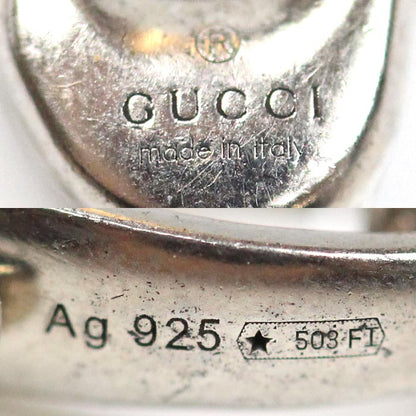 ®
GUCCI
made in italy
Ag 925 ★ 503 FI